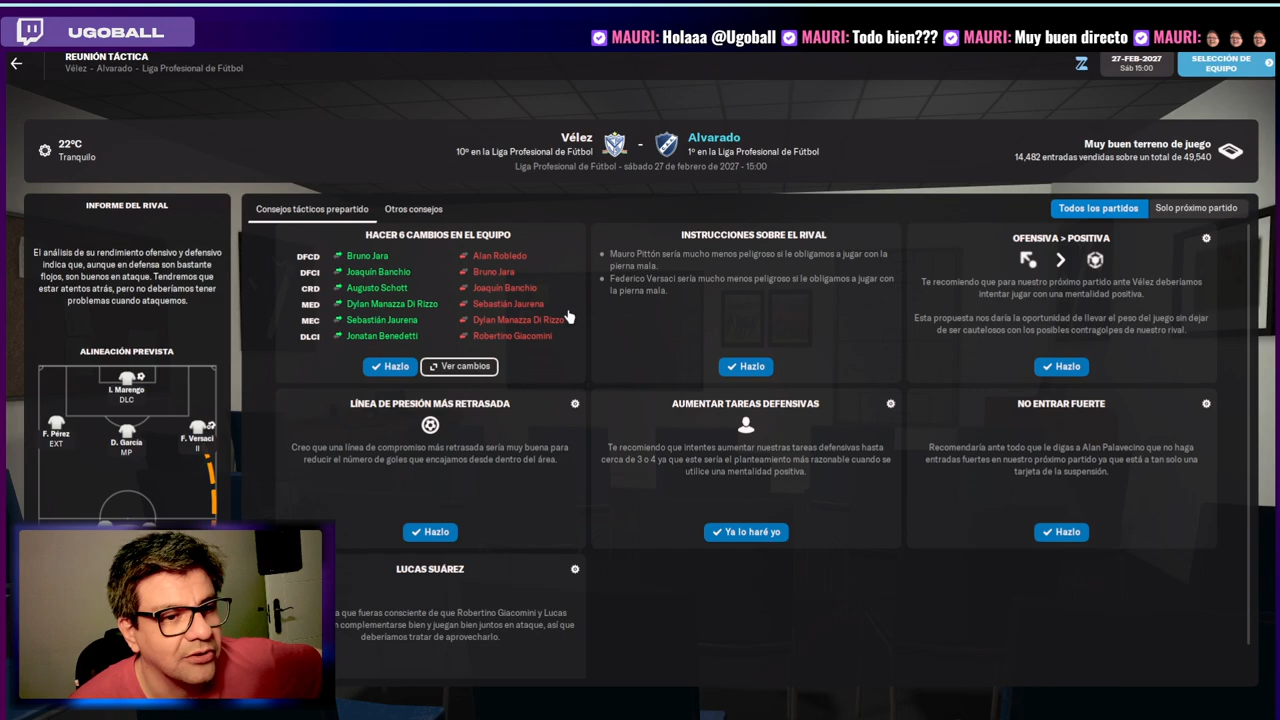 UGOBALL
MAURI: Holaaa @Ugoball MAURI: Todo bien??? MAURI: Muy buen directo MAURI:
REUNIÓN TÁCTICA
Vélez - Alvarado - Liga Profesional de Fútbol
27-FEB-2027
Sáb 15:00
SELECCIÓN DE
EQUIPO
22°C
Tranquilo
Vélez - Alvarado
10º en la Liga Profesional de Fútbol
1º en la Liga Profesional de Fútbol
Liga Profesional de Fútbol - sábado 27 de febrero de 2027 - 15:00
Muy buen terreno de juego
14,482 entradas vendidas sobre un total de 49,540
INFORME DEL RIVAL
El análisis de su rendimiento ofensivo y defensivo
indica que, aunque en defensa son bastante
flojos, son buenos en ataque. Tendremos que
estar atentos atrás, pero no deberíamos tener
problemas cuando ataquemos.
ALINEACIÓN PREVISTA
I. Marengo
DLC
F. Pérez
EXT
D. García
MP
F. Versaci
II
Consejos tácticos prepartido
Otros consejos
Todos los partidos
Solo próximo partido
HACER 6 CAMBIOS EN EL EQUIPO
DFCD Bruno Jara Alan Robledo
DFCI Joaquín Banchio Bruno Jara
CRD Augusto Schott Joaquín Banchio
MED Dylan Manazza Di Rizzo Sebastián Jaurena
MEC Sebastián Jaurena Dylan Manazza Di Rizzo
DLCI Jonatan Benedetti Robertino Giacomini
Hazlo
Ver cambios
INSTRUCCIONES SOBRE EL RIVAL
Mauro Pittón sería mucho menos peligroso si le obligamos a jugar con la
pierna mala.
Federico Versaci sería mucho menos peligroso si le obligamos a jugar con
la pierna mala.
Hazlo
OFENSIVA > POSITIVA
Te recomiendo que para nuestro próximo partido ante Vélez deberíamos
intentar jugar con una mentalidad positiva.
Esta propuesta nos daría la oportunidad de llevar el peso del juego sin dejar
de ser cautelosos con los posibles contragolpes de nuestro rival.
Hazlo
LÍNEA DE PRESIÓN MÁS RETRASADA
Creo que una línea de compromiso más retrasada sería muy buena para
reducir el número de goles que encajamos desde dentro del área.
Hazlo
AUMENTAR TAREAS DEFENSIVAS
Te recomiendo que intentes aumentar nuestras tareas defensivas hasta
cerca de 3 o 4 ya que este sería el planteamiento más razonable cuando se
utilice una mentalidad positiva.
Ya lo haré yo
NO ENTRAR FUERTE
Recomendaría ante todo que le digas a Alan Palavecino que no haga
entradas fuertes en nuestro próximo partido ya que está a tan solo una
tarjeta de la suspensión.
Hazlo
LUCAS SUÁREZ
que fueras consciente de que Robertino Giacomini y Lucas
complementarse bien y juegan bien juntos en ataque, así que
deberíamos tratar de aprovecharlo.